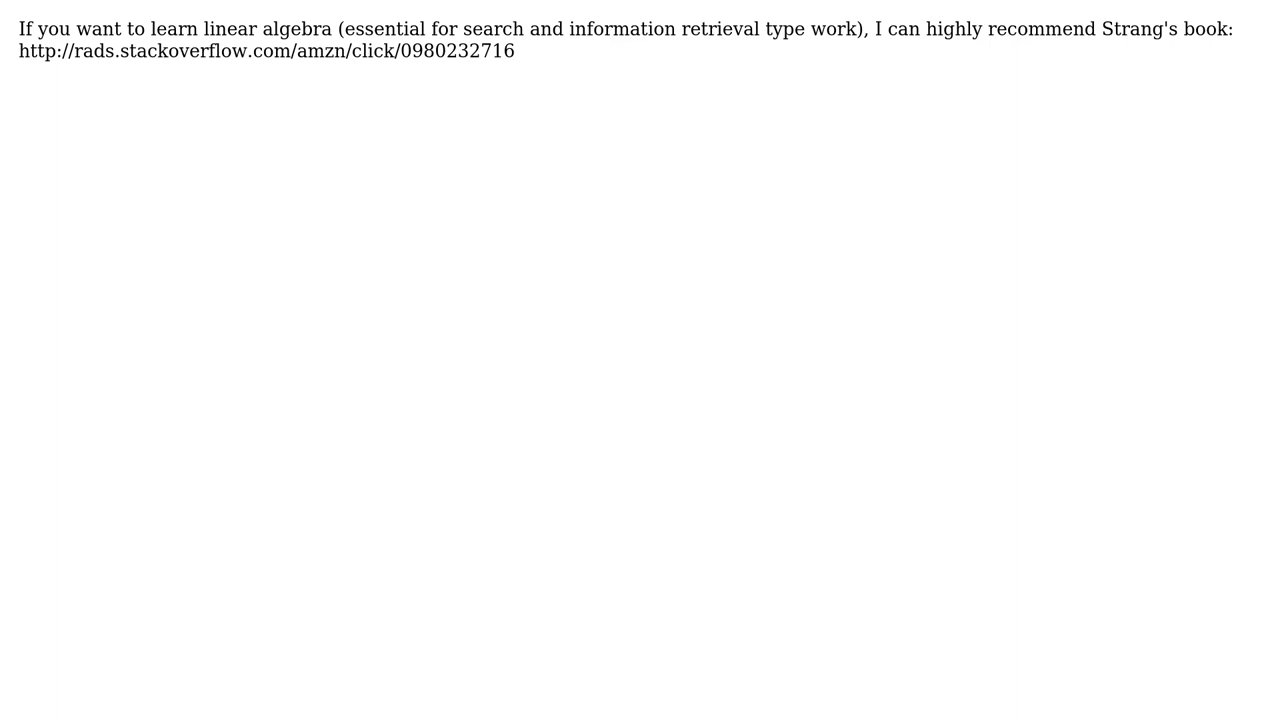 If you want to learn linear algebra (essential for search and information retrieval type work), I can highly recommend Strang's book:
http://rads.stackoverflow.com/amzn/click/0980232716